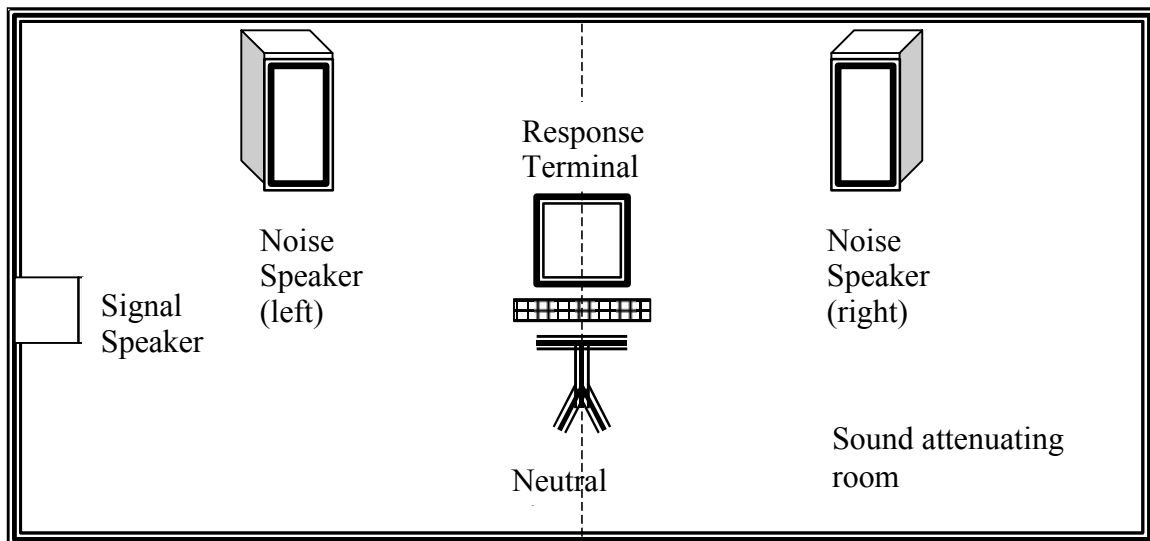 Response
Terminal
Noise
Speaker
(left)
Noise
Speaker
(right)
Signal
Speaker
Sound attenuating
room
Neutral